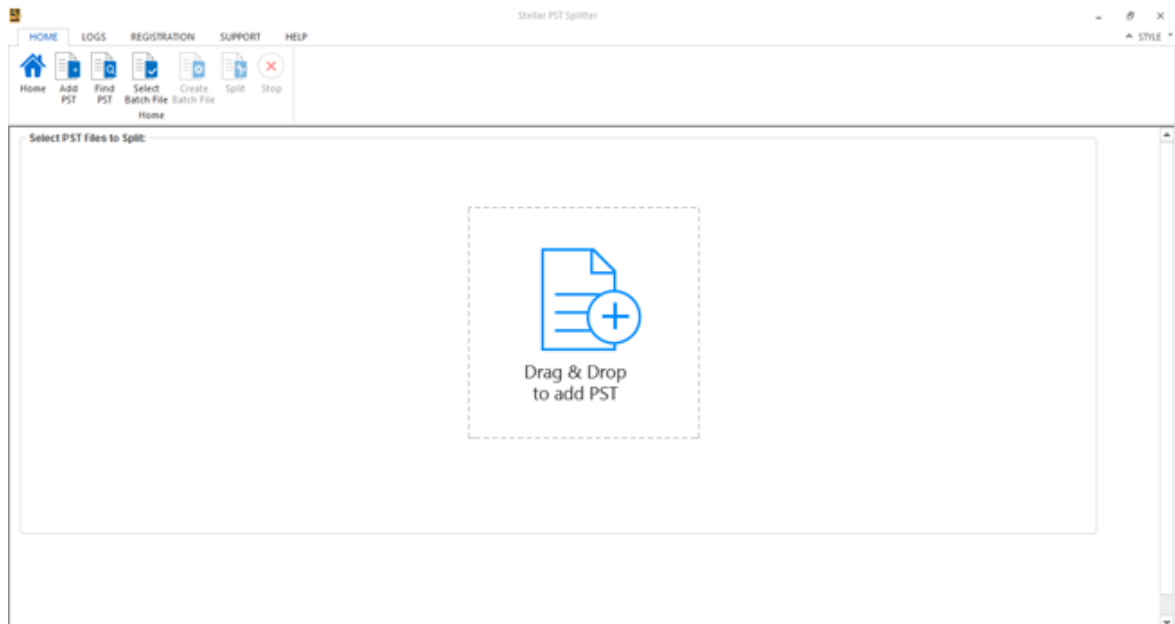 Stellar PST Splitter
HOME LOGS REGISTRATION SUPPORT HELP
STYLE
Home Add PST Find PST Select Batch File Create Batch File Split Stop
Home
Select PST Files to Split:
Drag & Drop
to add PST